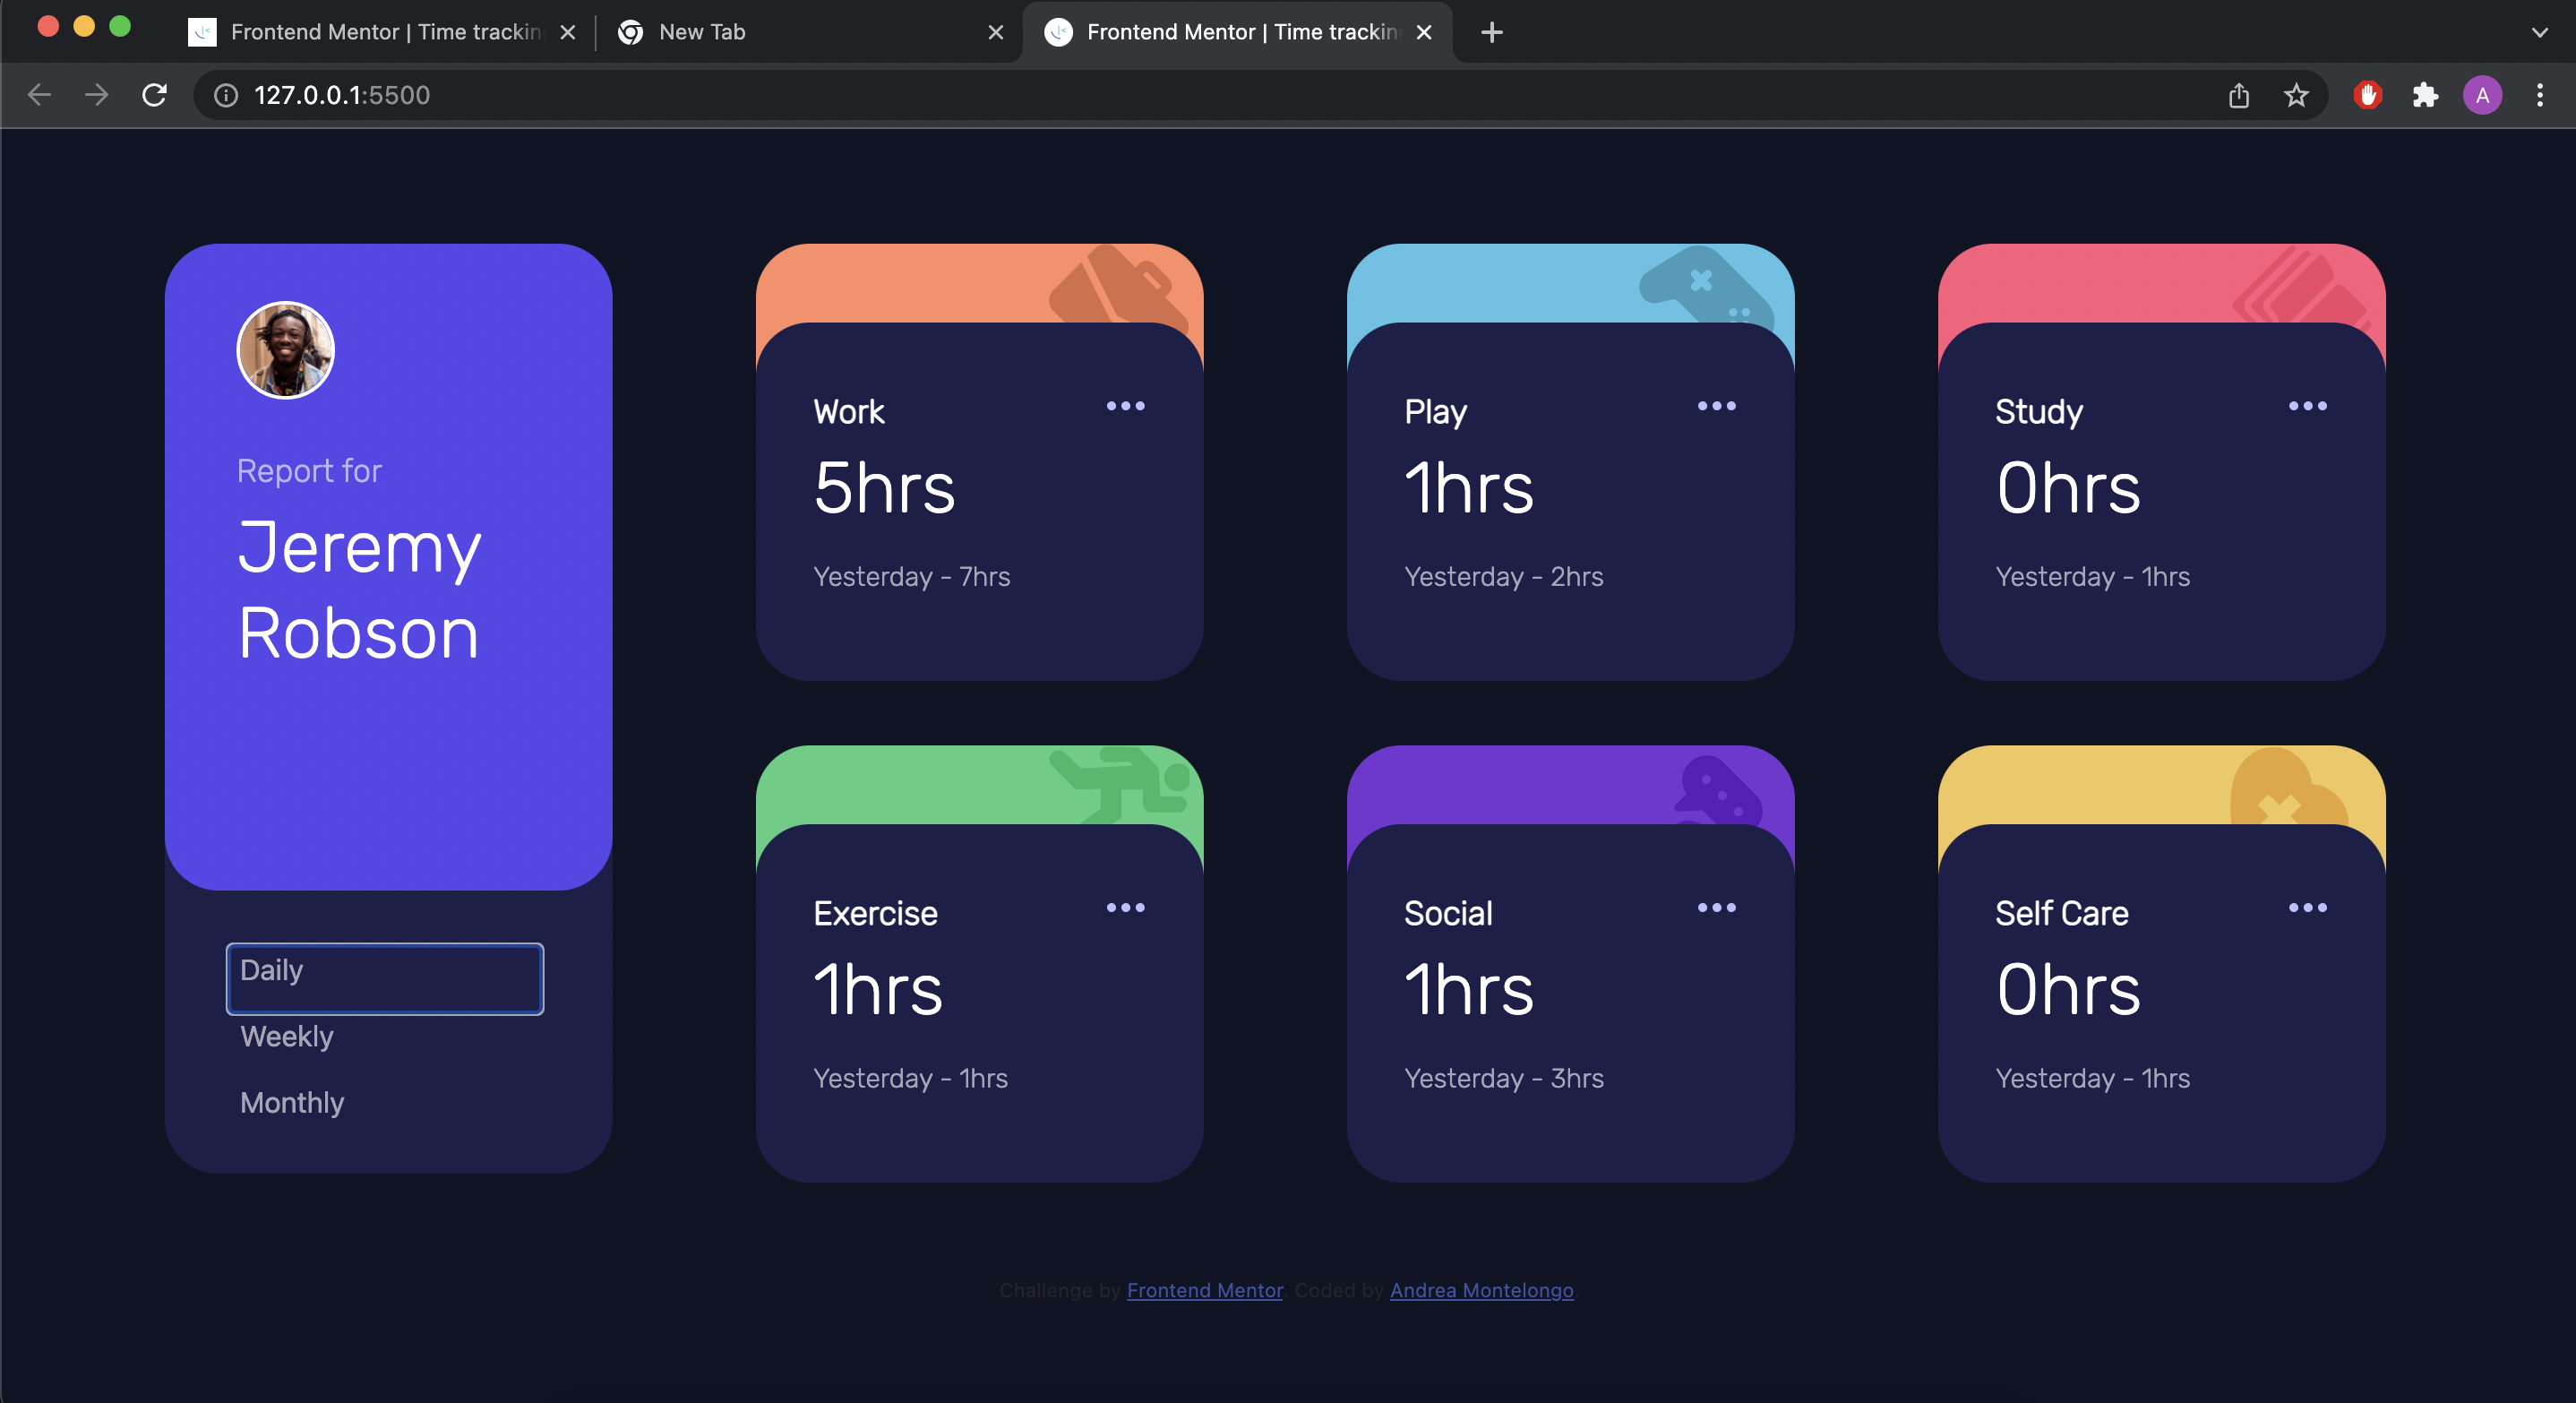 Frontend Mentor | Time trackin
New Tab
Frontend Mentor | Time trackin
127.0.0.1:5500
A
Report for
Jeremy
Robson
Daily
Weekly
Monthly
Work
5hrs
Yesterday - 7hrs
Play
1hrs
Yesterday - 2hrs
Study
0hrs
Yesterday - 1hrs
Exercise
1hrs
Yesterday - 1hrs
Social
1hrs
Yesterday - 3hrs
Self Care
0hrs
Yesterday - 1hrs
Challenge by Frontend Mentor. Coded by Andrea Montelongo.